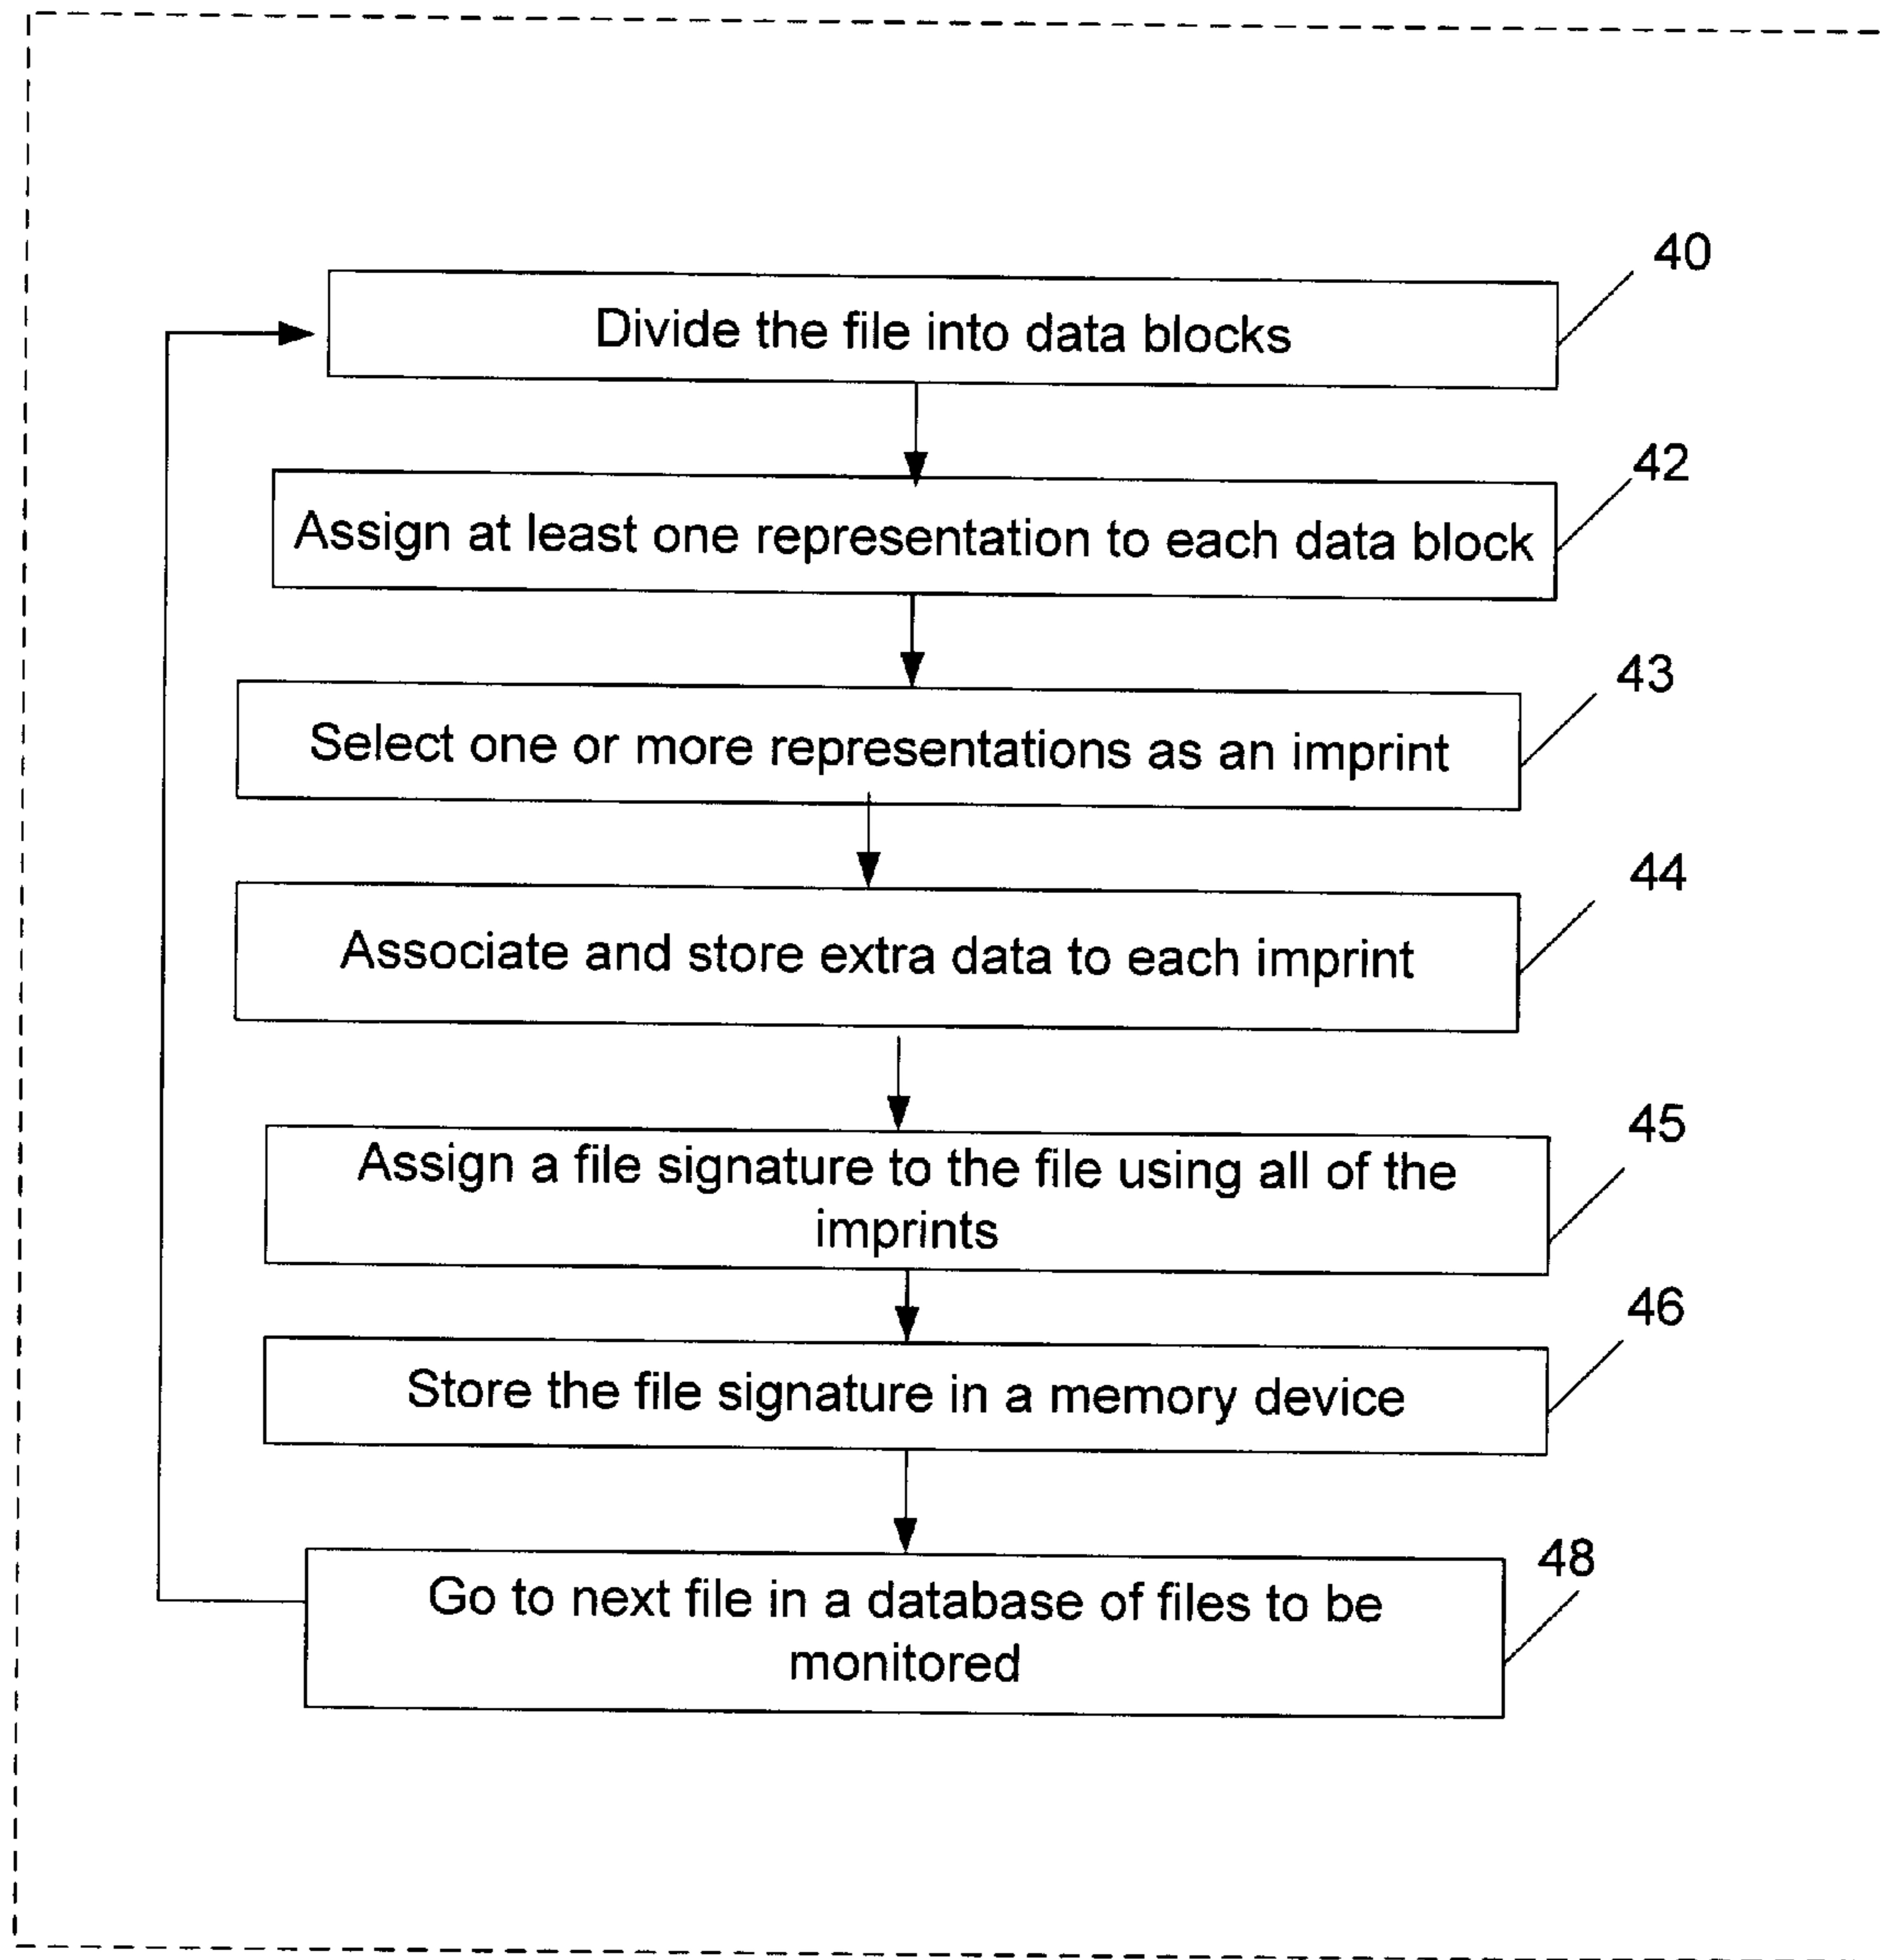 40
Divide the file into data blocks
42
Assign at least one representation to each data block
43
Select one or more representations as an imprint
44
Associate and store extra data to each imprint
45
Assign a file signature to the file using all of the
imprints
46
Store the file signature in a memory device
48
Go to next file in a database of files to be
monitored